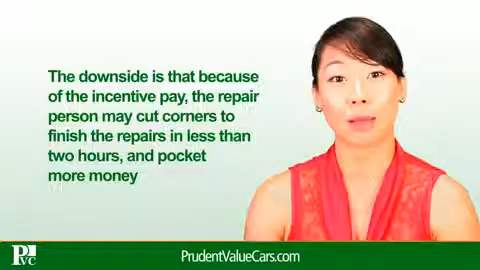 The downside is that because
of the incentive pay, the repair
person may cut corners to
finish the repairs in less than
two hours, and pocket
more money
PVC
PrudentValueCars.com